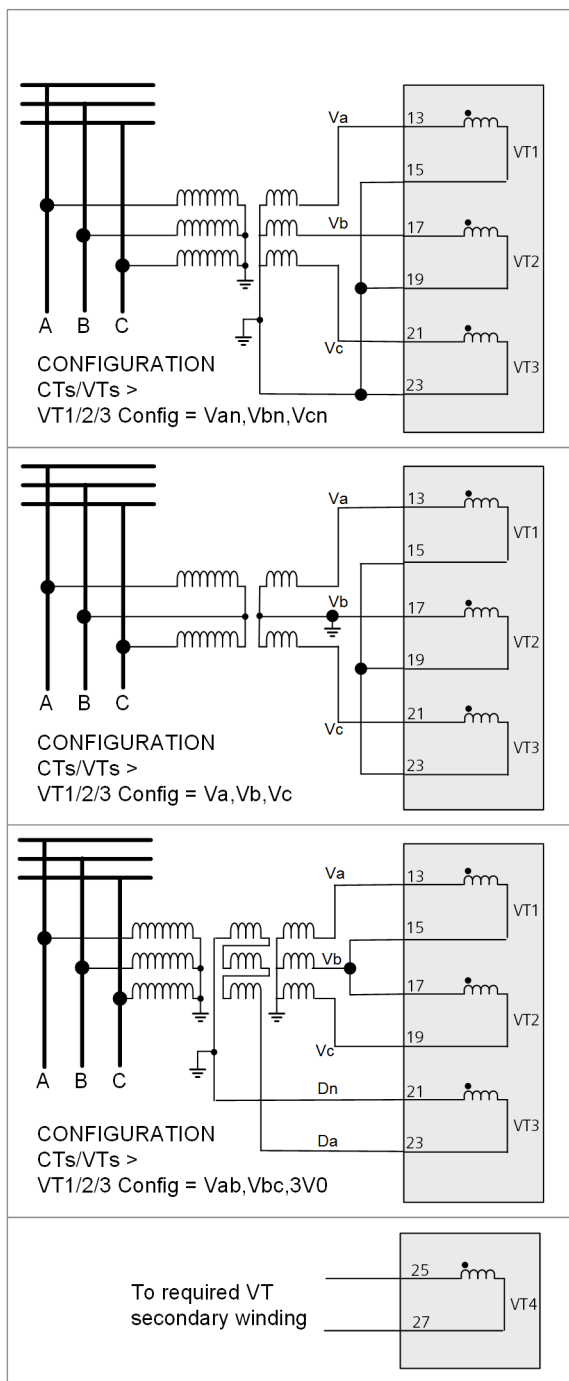 Va
13
VT1
15
Vb
17
VT2
19
Vc
21
VT3
23
A B C
CONFIGURATION
CTs/VTs >
VT1/2/3 Config = Van,Vbn,Vcn
Va
13
VT1
15
Vb
17
VT2
19
Vc
21
VT3
23
A B C
CONFIGURATION
CTs/VTs >
VT1/2/3 Config = Va,Vb,Vc
Va
13
VT1
15
Vb
17
VT2
19
Vc
Dn
21
VT3
Da
23
A B C
CONFIGURATION
CTs/VTs >
VT1/2/3 Config = Vab,Vbc,3V0
25
VT4
27
To required VT
secondary winding